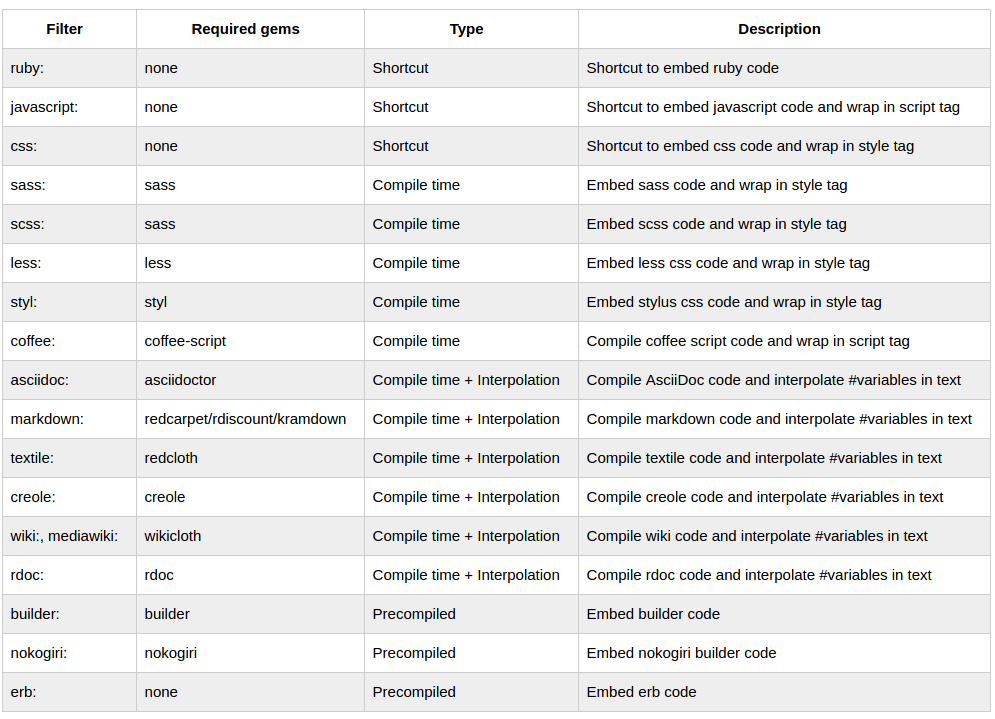 Filter Required gems Type Description
ruby: none Shortcut Shortcut to embed ruby code
javascript: none Shortcut Shortcut to embed javascript code and wrap in script tag
css: none Shortcut Shortcut to embed css code and wrap in style tag
sass: sass Compile time Embed sass code and wrap in style tag
scss: sass Compile time Embed scss code and wrap in style tag
less: less Compile time Embed less css code and wrap in style tag
styl: styl Compile time Embed stylus css code and wrap in style tag
coffee: coffee-script Compile time Compile coffee script code and wrap in script tag
asciidoc: asciidoctor Compile time + Interpolation Compile AsciiDoc code and interpolate #variables in text
markdown: redcarpet/rdiscount/kramdown Compile time + Interpolation Compile markdown code and interpolate #variables in text
textile: redcloth Compile time + Interpolation Compile textile code and interpolate #variables in text
creole: creole Compile time + Interpolation Compile creole code and interpolate #variables in text
wiki:, mediawiki: wikicloth Compile time + Interpolation Compile wiki code and interpolate #variables in text
rdoc: rdoc Compile time + Interpolation Compile rdoc code and interpolate #variables in text
builder: builder Precompiled Embed builder code
nokogiri: nokogiri Precompiled Embed nokogiri builder code
erb: none Precompiled Embed erb code